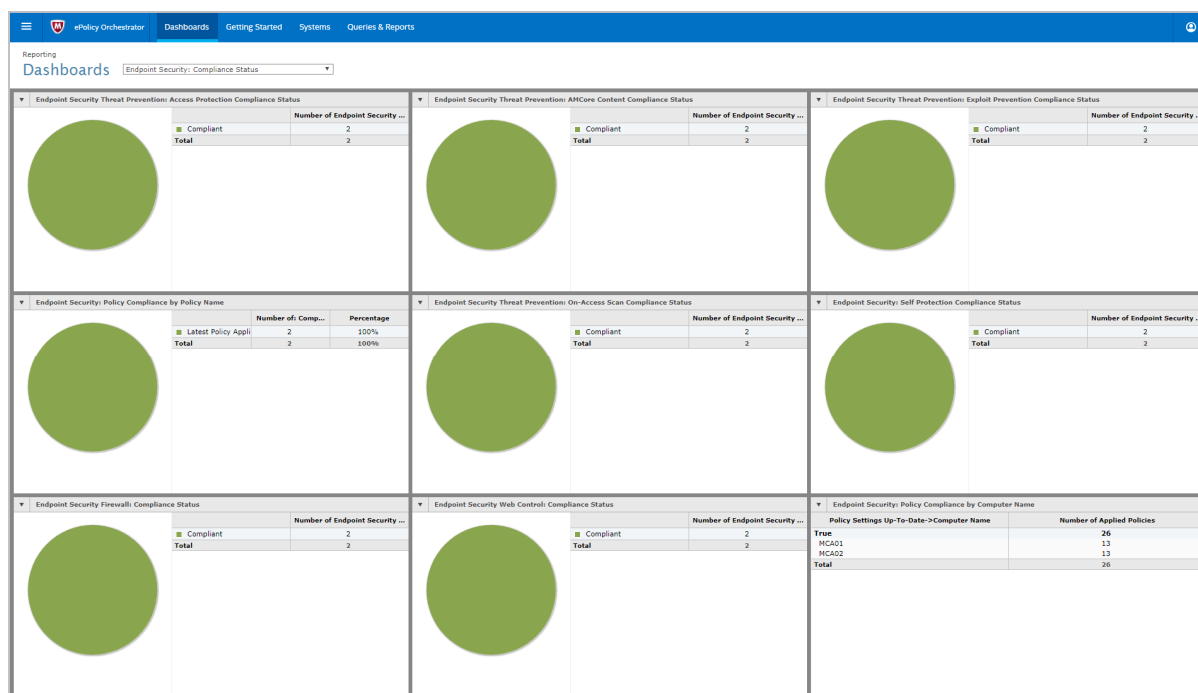 ePolicy Orchestrator Dashboards Getting Started Systems Queries & Reports
Reporting
Dashboards Endpoint Security: Compliance Status
Endpoint Security Threat Prevention: Access Protection Compliance Status
Number of Endpoint Security ...
Compliant 2
Total 2
Endpoint Security Threat Prevention: AMCore Content Compliance Status
Number of Endpoint Security ...
Compliant 2
Total 2
Endpoint Security Threat Prevention: Exploit Prevention Compliance Status
Number of Endpoint Security ...
Compliant 2
Total 2
Endpoint Security: Policy Compliance by Policy Name
Number of: Comp... Percentage
Latest Policy Appli 2 100%
Total 2 100%
Endpoint Security Threat Prevention: On-Access Scan Compliance Status
Number of Endpoint Security ...
Compliant 2
Total 2
Endpoint Security: Self Protection Compliance Status
Number of Endpoint Security ...
Compliant 2
Total 2
Endpoint Security Firewall: Compliance Status
Number of Endpoint Security ...
Compliant 2
Total 2
Endpoint Security Web Control: Compliance Status
Number of Endpoint Security ...
Compliant 2
Total 2
Endpoint Security: Policy Compliance by Computer Name
Policy Settings Up-To-Date->Computer Name Number of Applied Policies
True 26
MCA01 13
MCA02 13
Total 26